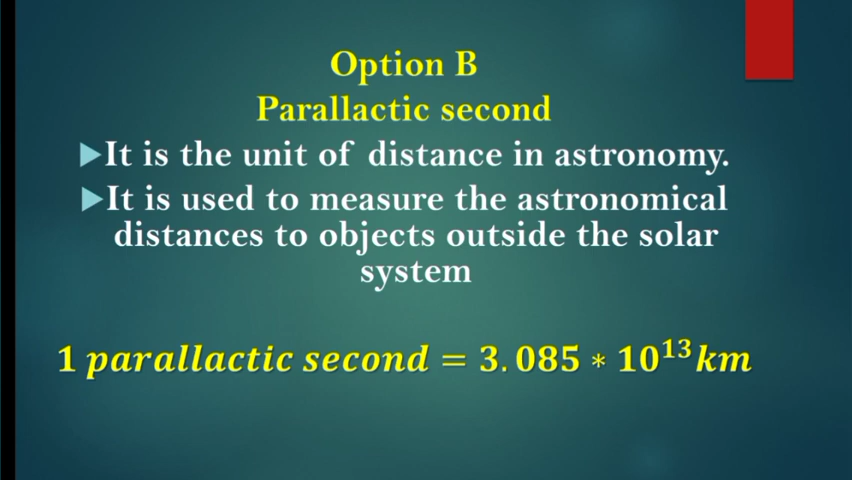 Option B
Parallactic second
It is the unit of distance in astronomy.
It is used to measure the astronomical
distances to objects outside the solar
system
1 parallactic second = 3.085 * 10¹³ km